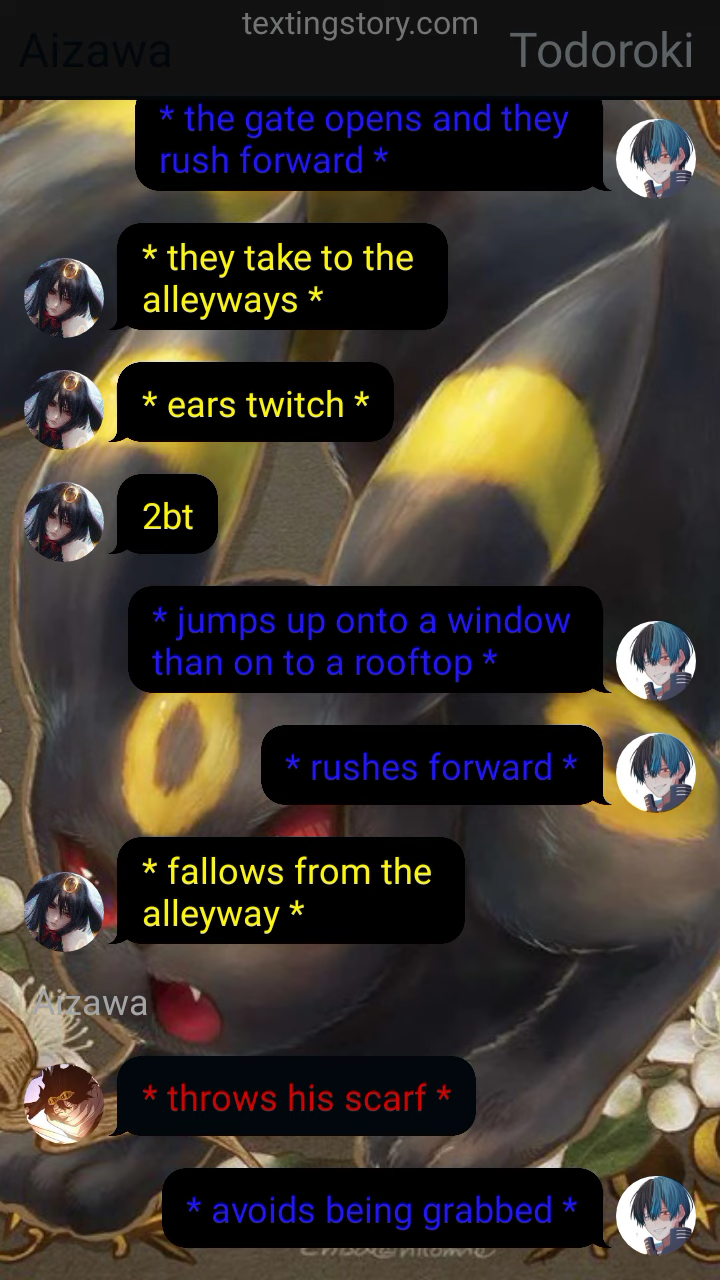 textingstory.com
Aizawa
Todoroki
* the gate opens and they
rush forward *
* they take to the
alleyways *
* ears twitch *
2bt
* jumps up onto a window
than on to a rooftop *
* rushes forward *
* fallows from the
alleyway *
Aizawa
* throws his scarf *
* avoids being grabbed *